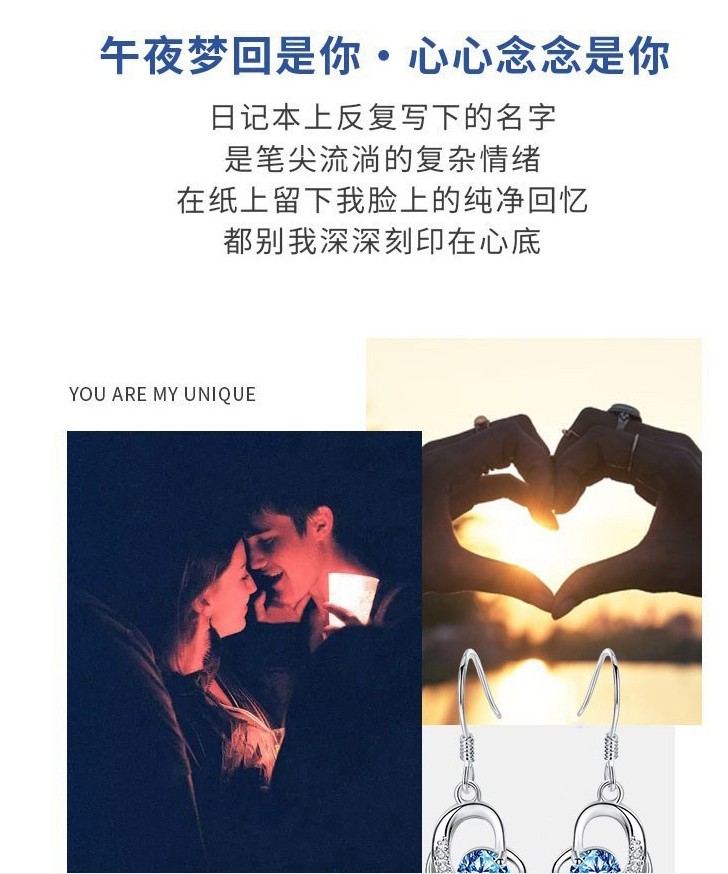 午夜梦回是你·心心念念是你
日记本上反复写下的名字
是笔尖流淌的复杂情绪
在纸上留下我脸上的纯净回忆
都别我深深刻印在心底
YOU ARE MY UNIQUE